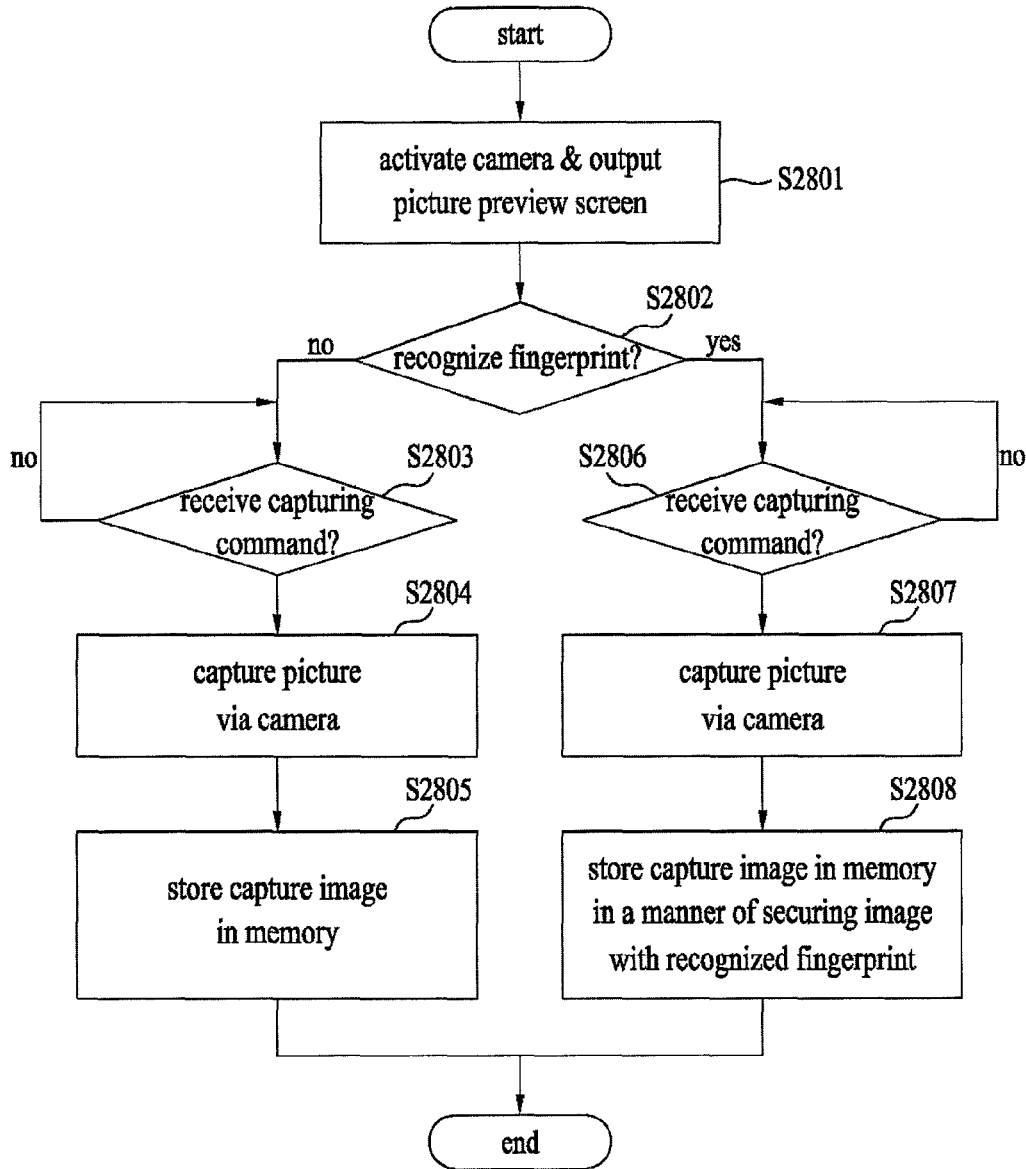 start
activate camera & output
picture preview screen
S2801
S2802
no
recognize fingerprint?
yes
no
S2803
receive capturing
command?
S2806
receive capturing
command?
no
S2804
capture picture
via camera
S2807
capture picture
via camera
S2805
store capture image
in memory
S2808
store capture image in memory
in a manner of securing image
with recognized fingerprint
end